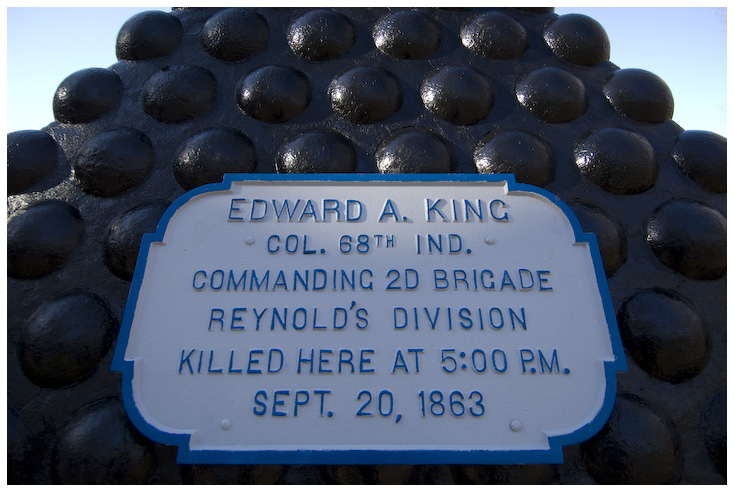 EDWARD A. KING
COL. 68TH IND.
COMMANDING 2D BRIGADE
REYNOLD'S DIVISION
KILLED HERE AT 5:00 P.M.
SEPT. 20, 1863